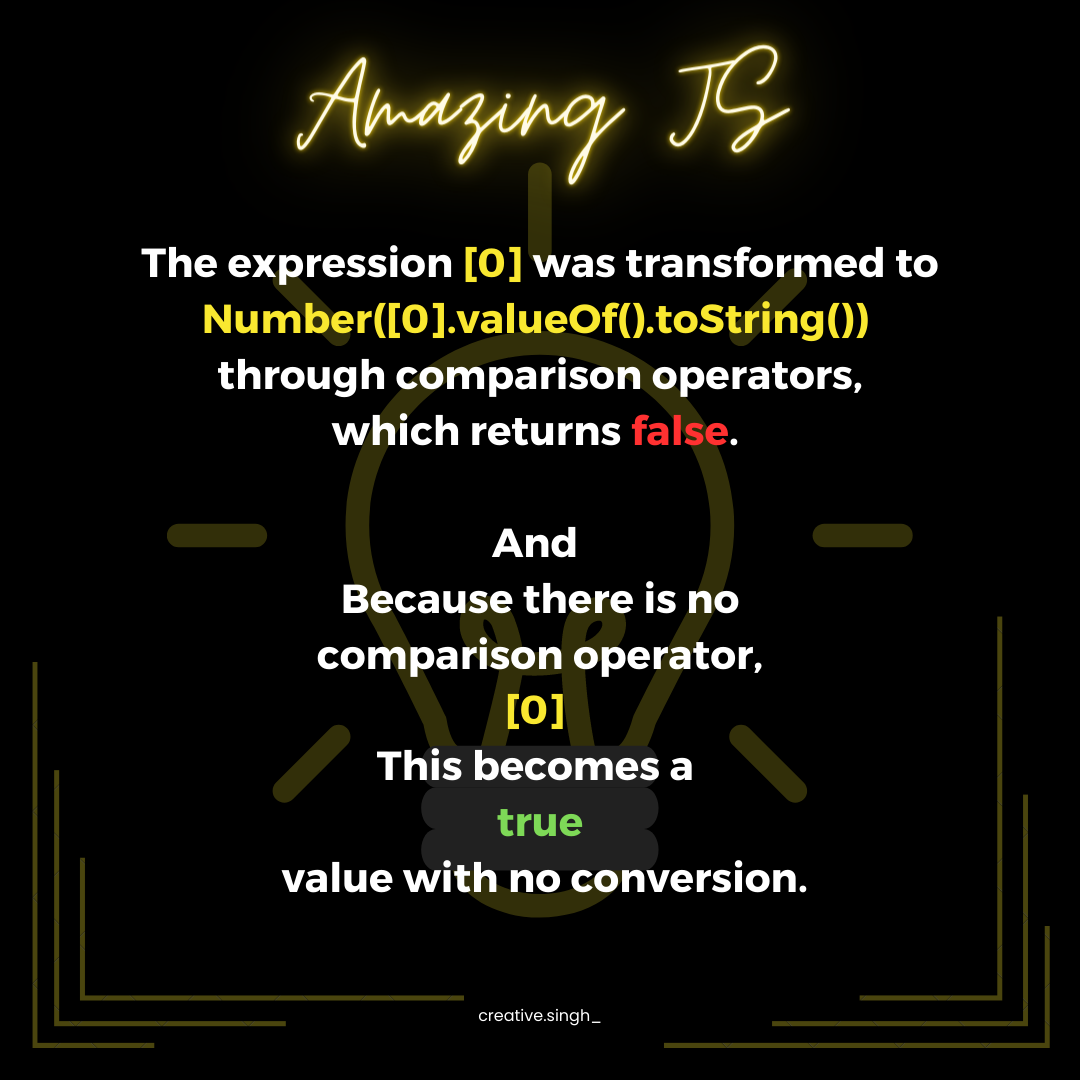 Amazing JS
The expression [0] was transformed to
Number([0].valueOf().toString())
through comparison operators,
which returns false.
And
Because there is no
comparison operator,
[0]
This becomes a
true
value with no conversion.
creative.singh_